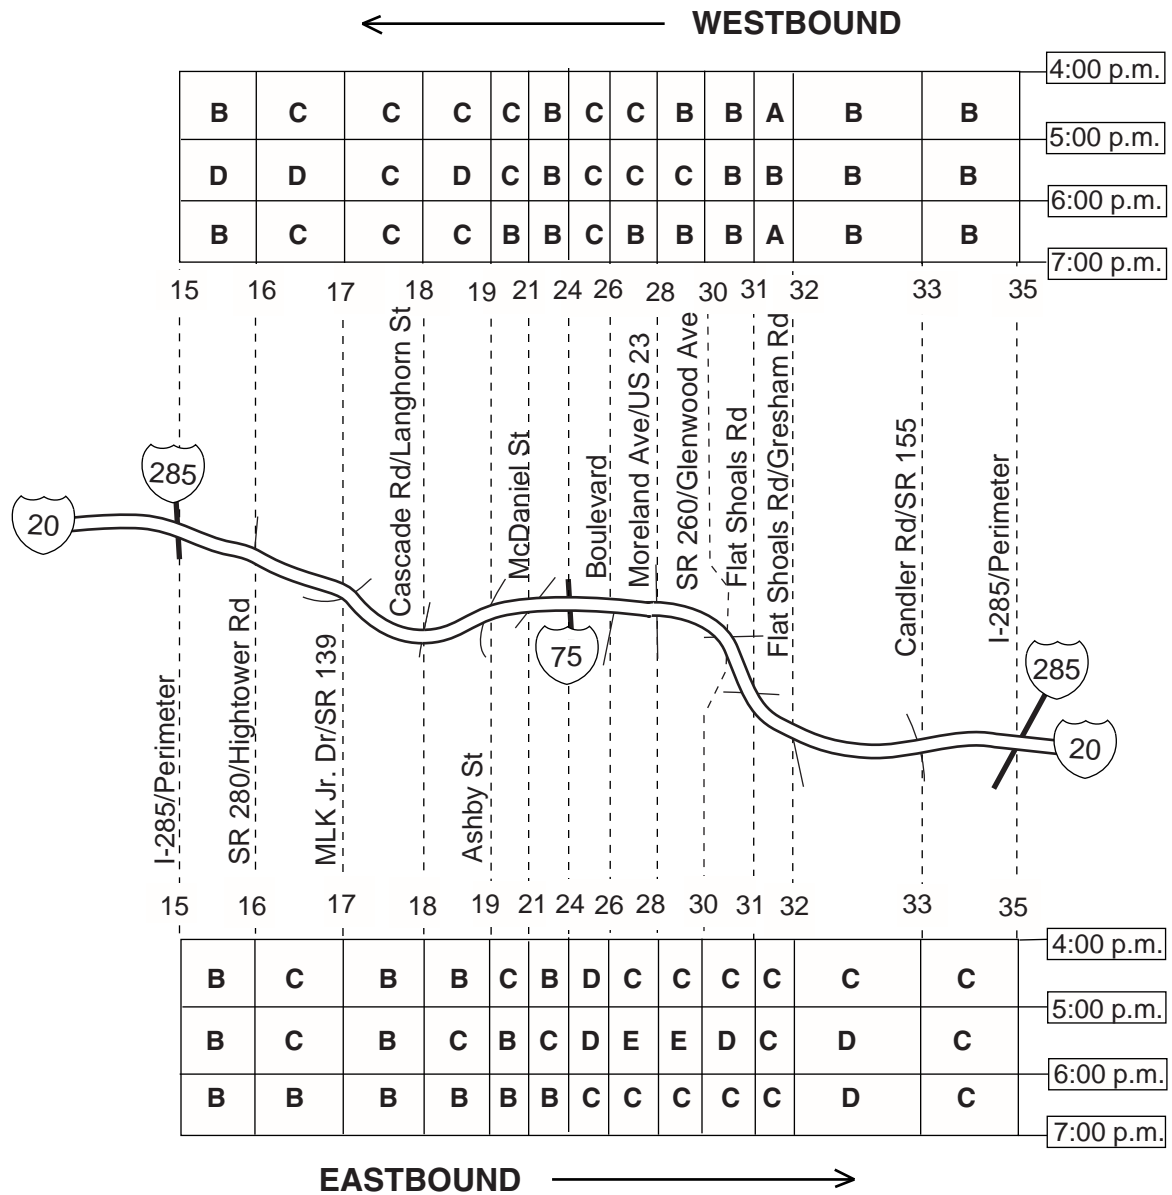 WESTBOUND
4:00 p.m.
B C C C C B C C B B A B B
5:00 p.m.
D D C D C B C C C B B B B
6:00 p.m.
B C C C B B C B B B A B B
7:00 p.m.
15 16 17 18 19 21 24 26 28 30 31 32 33 35
Cascade Rd/Langhorn St
McDaniel St
Boulevard
Moreland Ave/US 23
SR 260/Glenwood Ave
Flat Shoals Rd
Flat Shoals Rd/Gresham Rd
Candler Rd/SR 155
I-285/Perimeter
285
20
75
285
20
I-285/Perimeter
SR 280/Hightower Rd
MLK Jr. Dr/SR 139
Ashby St
15 16 17 18 19 21 24 26 28 30 31 32 33 35
4:00 p.m.
B C B B C B D C C C C C C
5:00 p.m.
B C B C B C D E E D C D C
6:00 p.m.
B B B B B B C C C C C D C
7:00 p.m.
EASTBOUND